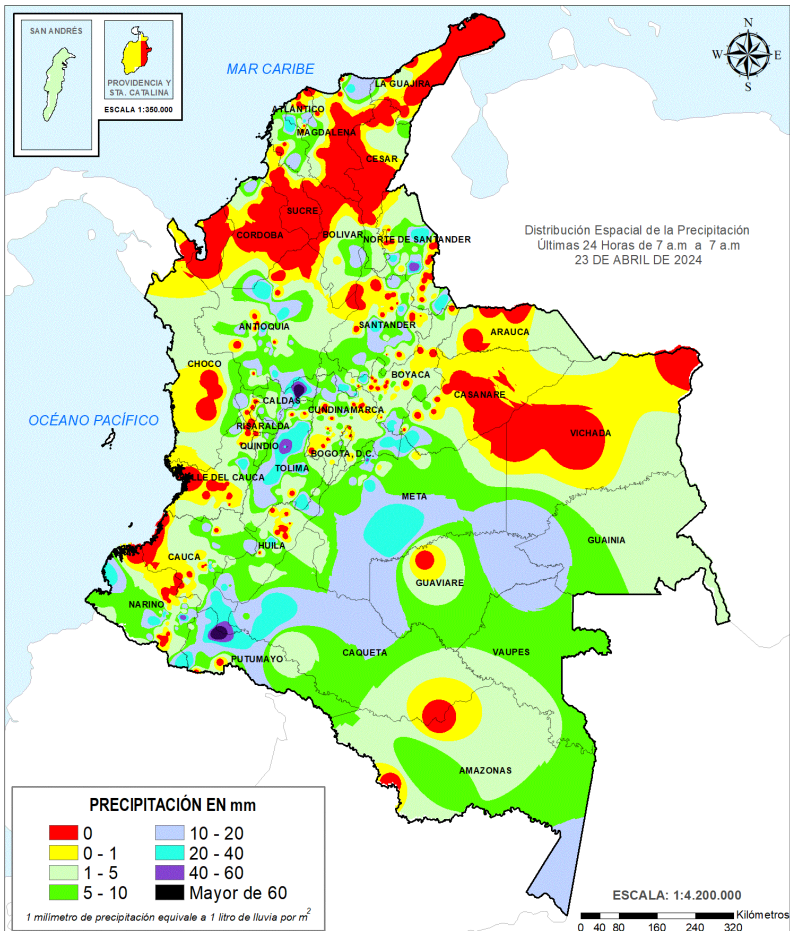 SAN ANDRÉS
PROVIDENCIA Y
STA. CATALINA
ESCALA 1:350.000
MAR CARIBE
N
W
E
S
LA GUAJIRA
ATLÁNTICO
MAGDALENA
CESAR
SUCRE
CORDOBA
BOLIVAR
NORTE DE SANTANDER
Distribución Espacial de la Precipitación
Últimas 24 Horas de 7 a.m a 7 a.m
23 DE ABRIL DE 2024
ANTIOQUIA
SANTANDER
ARAUCA
CHOCO
BOYACA
CASANARE
CALDAS
CUNDINAMARCA
OCÉANO PACÍFICO
RISARALDA
VICHADA
QUINDIO
BOGOTA, D.C.
TOLIMA
VALLE DEL CAUCA
META
GUAINIA
HUILA
CAUCA
GUAVIARE
NARINO
CAQUETA
VAUPES
PUTUMAYO
AMAZONAS
PRECIPITACIÓN EN mm
0
10 - 20
0 - 1
20 - 40
1 - 5
40 - 60
5 - 10
Mayor de 60
1 milímetro de precipitación equivale a 1 litro de lluvia por m²
ESCALA: 1:4.200.000
Kilómetros
0 40 80 160 240 320